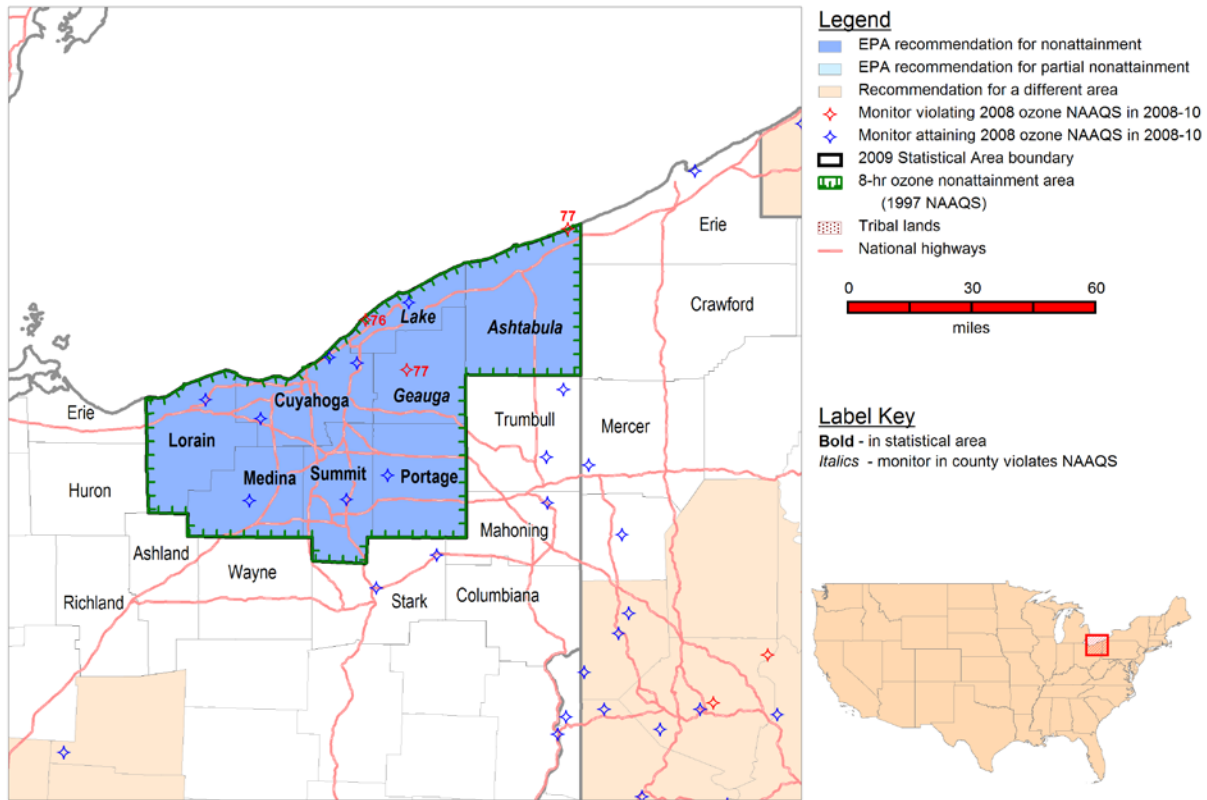 Legend
EPA recommendation for nonattainment
EPA recommendation for partial nonattainment
Recommendation for a different area
Monitor violating 2008 ozone NAAQS in 2008-10
Monitor attaining 2008 ozone NAAQS in 2008-10
2009 Statistical Area boundary
8-hr ozone nonattainment area
(1997 NAAQS)
Tribal lands
National highways
0 30 60
miles
Label Key
Bold - in statistical area
Italics - monitor in county violates NAAQS
77
Erie
Crawford
76
Lake
Ashtabula
77
Geauga
Cuyahoga
Erie
Trumbull
Mercer
Lorain
Medina
Summit
Portage
Huron
Mahoning
Ashland
Wayne
Richland
Stark
Columbiana